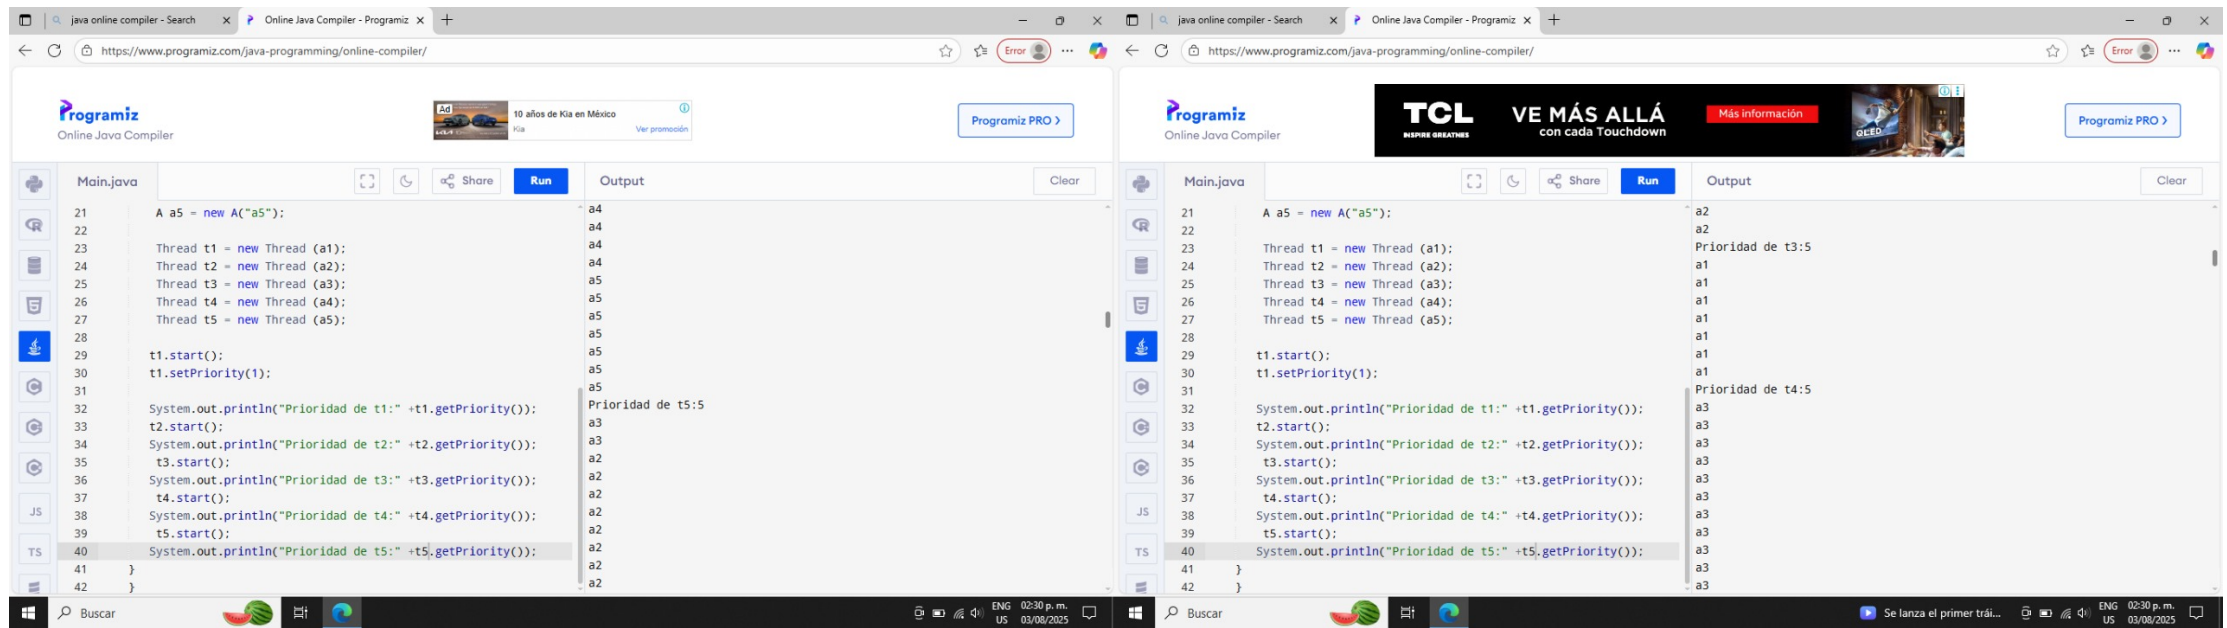 java online compiler - Search
Online Java Compiler - Programiz
https://www.programiz.com/java-programming/online-compiler/
Error
Programiz
Online Java Compiler
Ad
10 años de Kia en México
Kia
Ver promoción
Programiz PRO >
Main.java
Share
Run
Output
Clear
21 A a5 = new A("a5");
22
23 Thread t1 = new Thread (a1);
24 Thread t2 = new Thread (a2);
25 Thread t3 = new Thread (a3);
26 Thread t4 = new Thread (a4);
27 Thread t5 = new Thread (a5);
28
29 t1.start();
30 t1.setPriority(1);
31
32 System.out.println("Prioridad de t1:" +t1.getPriority());
33 t2.start();
34 System.out.println("Prioridad de t2:" +t2.getPriority());
35 t3.start();
36 System.out.println("Prioridad de t3:" +t3.getPriority());
37 t4.start();
38 System.out.println("Prioridad de t4:" +t4.getPriority());
39 t5.start();
40 System.out.println("Prioridad de t5:" +t5.getPriority());
41 }
42 }
JS
TS
a4
a4
a4
a4
a5
a5
a5
a5
a5
a5
a5
Prioridad de t5:5
a3
a3
a2
a2
a2
a2
a2
a2
a2
a2
Buscar
ENG
US
02:30 p. m.
03/08/2025
java online compiler - Search
Online Java Compiler - Programiz
https://www.programiz.com/java-programming/online-compiler/
Error
Programiz
Online Java Compiler
TCL
INSPIRE GREATNESS
VE MÁS ALLÁ
con cada Touchdown
Más información
QLED
Programiz PRO >
Main.java
Share
Run
Output
Clear
21 A a5 = new A("a5");
22
23 Thread t1 = new Thread (a1);
24 Thread t2 = new Thread (a2);
25 Thread t3 = new Thread (a3);
26 Thread t4 = new Thread (a4);
27 Thread t5 = new Thread (a5);
28
29 t1.start();
30 t1.setPriority(1);
31
32 System.out.println("Prioridad de t1:" +t1.getPriority());
33 t2.start();
34 System.out.println("Prioridad de t2:" +t2.getPriority());
35 t3.start();
36 System.out.println("Prioridad de t3:" +t3.getPriority());
37 t4.start();
38 System.out.println("Prioridad de t4:" +t4.getPriority());
39 t5.start();
40 System.out.println("Prioridad de t5:" +t5.getPriority());
41 }
42 }
JS
TS
a2
a2
Prioridad de t3:5
a1
a1
a1
a1
a1
a1
a1
Prioridad de t4:5
a3
a3
a3
a3
a3
a3
a3
a3
a3
a3
a3
Buscar
Se lanza el primer trái...
ENG
US
02:30 p. m.
03/08/2025